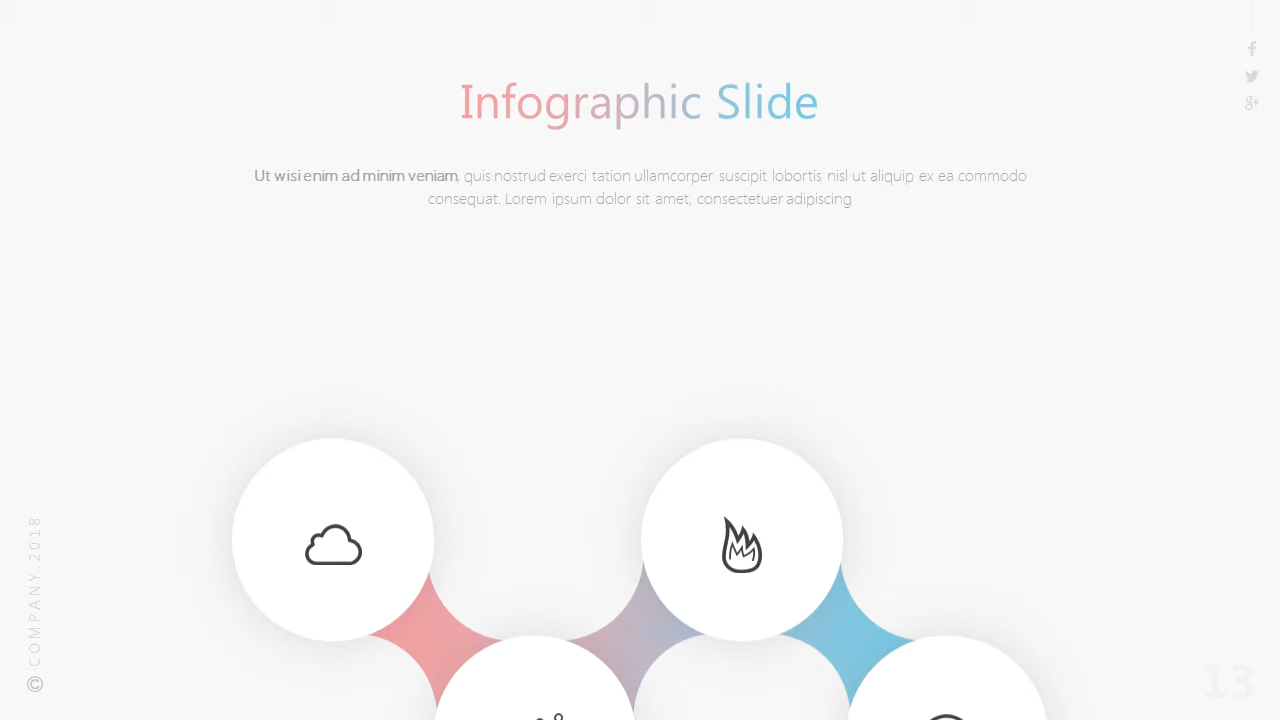 Infographic Slide
Ut wisi enim ad minim veniam, quis nostrud exerci tation ullamcorper suscipit lobortis nisl ut aliquip ex ea commodo
consequat. Lorem ipsum dolor sit amet, consectetuer adipiscing
© COMPANY.2018
13